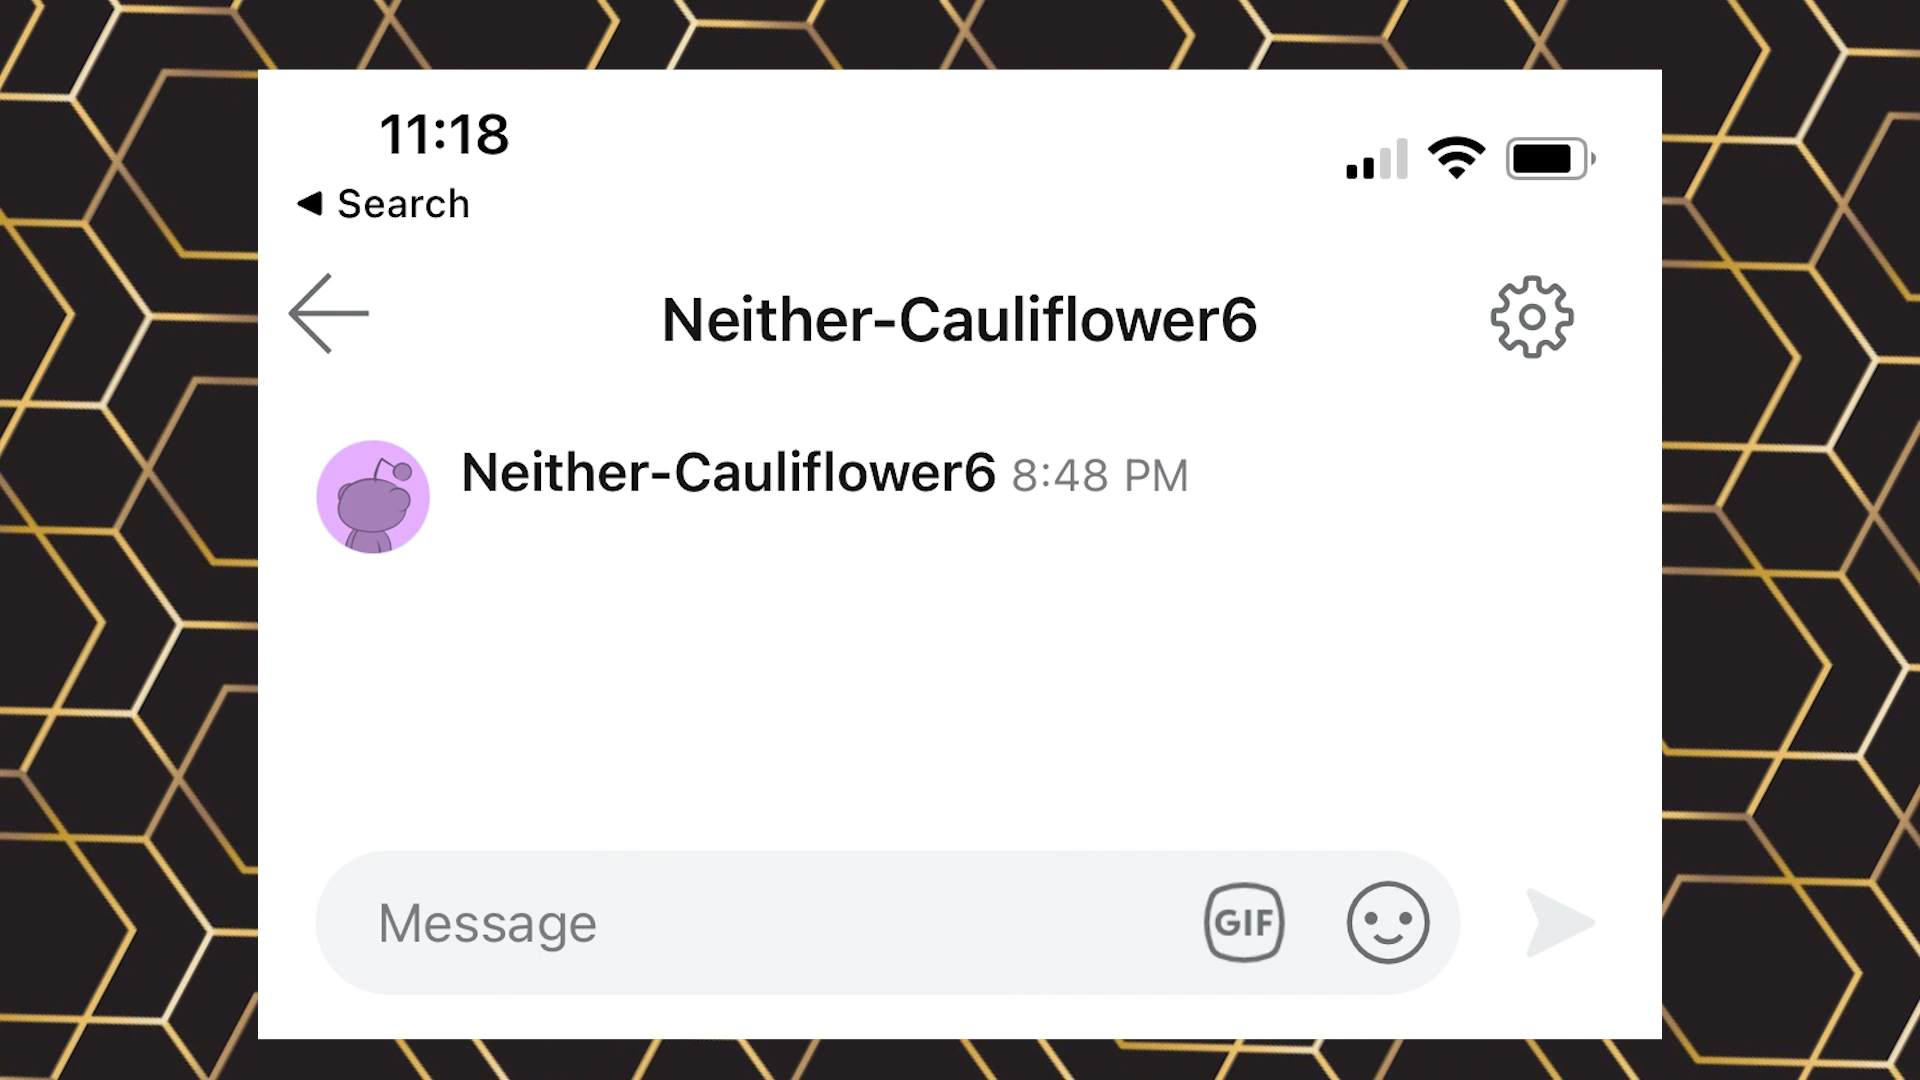 11:18
◀ Search
Neither-Cauliflower6
Neither-Cauliflower6 8:48 PM
Message
GIF